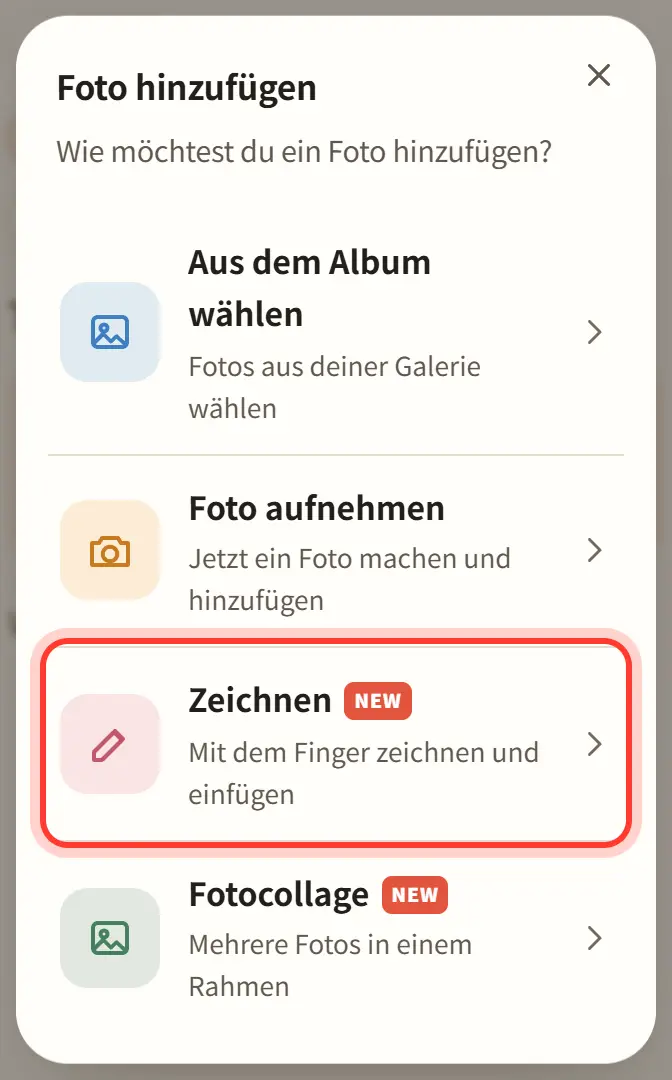 Foto hinzufügen
Wie möchtest du ein Foto hinzufügen?
Aus dem Album
wählen
Fotos aus deiner Galerie
wählen
Foto aufnehmen
Jetzt ein Foto machen und
hinzufügen
Zeichnen NEW
Mit dem Finger zeichnen und
einfügen
Fotocollage NEW
Mehrere Fotos in einem
Rahmen